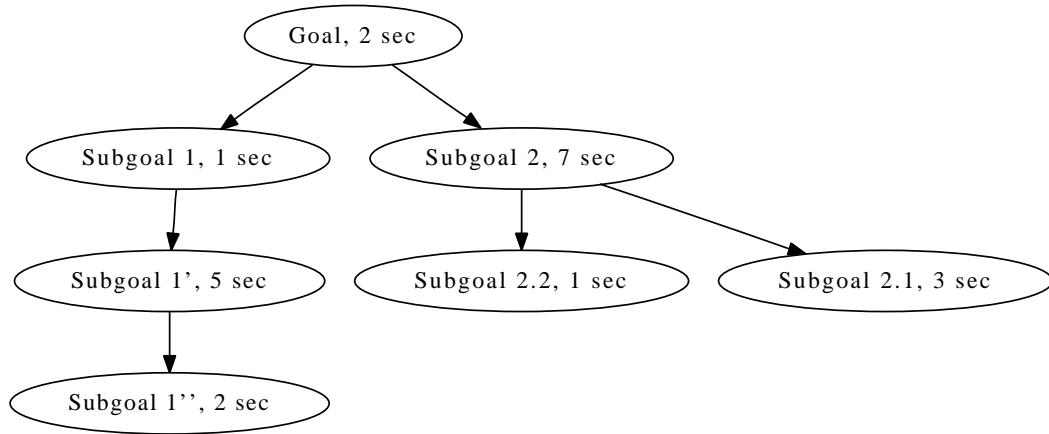 Goal, 2 sec
Subgoal 1, 1 sec
Subgoal 2, 7 sec
Subgoal 1', 5 sec
Subgoal 2.2, 1 sec
Subgoal 2.1, 3 sec
Subgoal 1’’, 2 sec